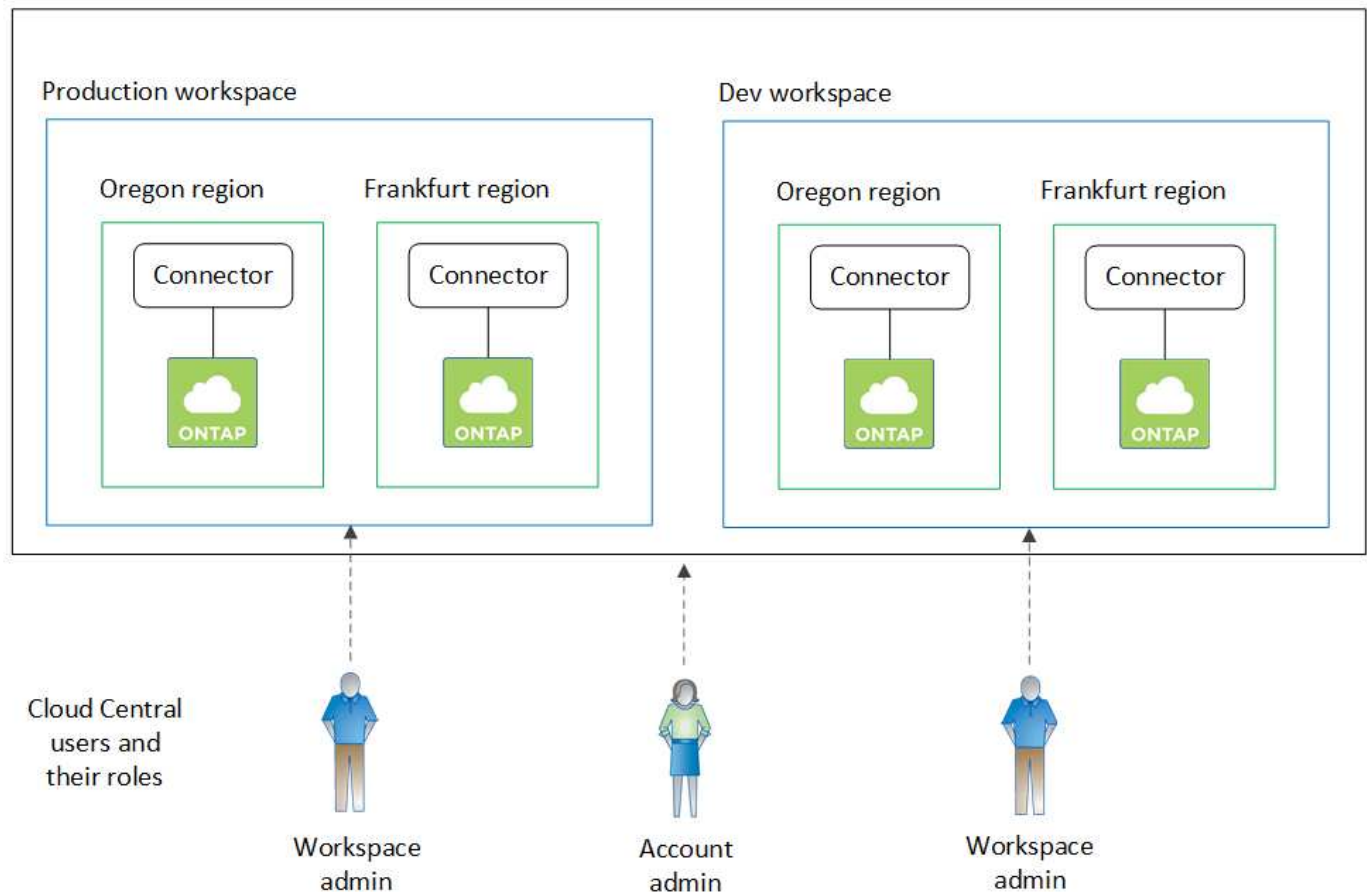 Production workspace
Dev workspace
Oregon region
Frankfurt region
Oregon region
Frankfurt region
Connector
Connector
Connector
Connector
ONTAP
ONTAP
ONTAP
ONTAP
Cloud Central
users and
their roles
Workspace
admin
Account
admin
Workspace
admin